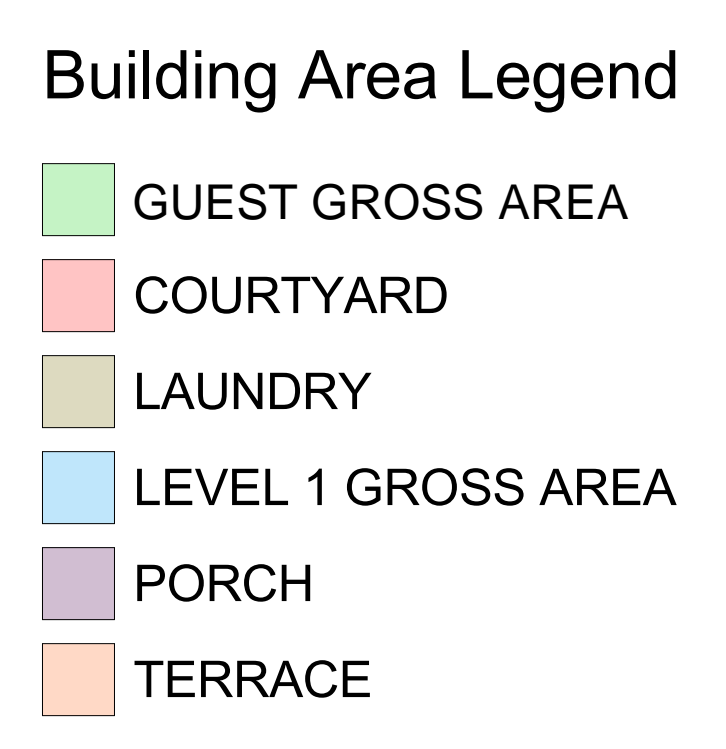 Building Area Legend
GUEST GROSS AREA
COURTYARD
LAUNDRY
LEVEL 1 GROSS AREA
PORCH
TERRACE